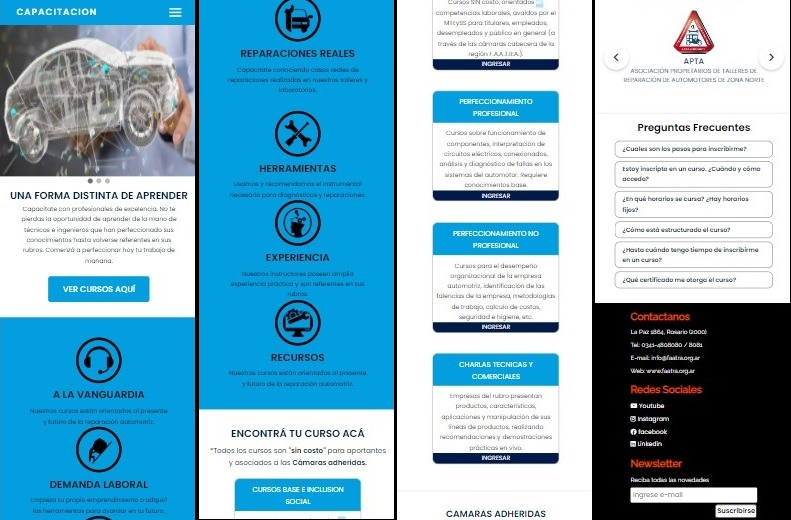 CAPACITACION
UNA FORMA DISTINTA DE APRENDER
Capacitate con profesionales de excelencia. No te
pierdas la oportunidad de aprender de la mano de
técnicos e ingenieros que han perfeccionado sus
conocimientos hasta volverse referentes en sus
rubros. Comenzá a perfeccionar hoy tu trabajo de
mañana.
VER CURSOS AQUÍ
A LA VANGUARDIA
Nuestros cursos están orientados al presente
y futuro de la reparación automotriz.
DEMANDA LABORAL
Empieza tu propio emprendimiento o adquirí
las herramientas para avanzar en tu futuro.
REPARACIONES REALES
Capacitate conociendo casos reales de
reparaciones realizadas en nuestros talleres y
laboratorios.
HERRAMIENTAS
Usamos y recomendamos el instrumental
necesario para diagnósticos y reparaciones.
EXPERIENCIA
Nuestros instructores poseen amplia
experiencia práctica y son referentes en sus
rubros.
RECURSOS
Nuestros cursos están orientados al presente
y futuro de la reparación automotriz.
ENCONTRÁ TU CURSO ACÁ
*Todos los cursos son "sin costo" para aportantes
y asociados a las Cámaras adheridas.
CURSOS BASE E INCLUSION
SOCIAL
Cursos SIN costo, orientados
competencias laborales, avalados por el
MTEySS para titulares, empleados,
desempleados y público en general (a
través de las cámaras cabecera de la
región F.A.A.T.R.A.).
INGRESAR
PERFECCIONAMIENTO
PROFESIONAL
Cursos sobre funcionamiento de
componentes, interpretación de
circuitos eléctricos, conexionados,
análisis y diagnóstico de fallas en los
sistemas del automotor. Requiere
conocimientos base.
INGRESAR
PERFECCIONAMIENTO NO
PROFESIONAL
Cursos para el desempeño
organizacional de la empresa
automotriz, identificación de las
falencias de la empresa, metodologías
de trabajo, calculo de costos,
seguridad e higiene, etc.
INGRESAR
CHARLAS TECNICAS Y
COMERCIALES
Empresas del rubro presentan
productos, características,
aplicaciones y manipulación de sus
líneas de productos, realizando
recomendaciones y demostraciones
prácticas en vivo.
INGRESAR
CAMARAS ADHERIDAS
APTA
ASOCIACIÓN PROPIETARIOS DE TALLERES DE
REPARACIÓN DE AUTOMOTORES DE ZONA NORTE
Preguntas Frecuentes
¿Cuales son los pasos para inscribirme?
Estoy inscripto en un curso. ¿Cuándo y cómo
accedo?
¿En qué horarios se cursa? ¿Hay horarios
fijos?
¿Cómo está estructurado el curso?
¿Hasta cuándo tengo tiempo de inscribirme
en un curso?
¿Qué certificado me otorga el curso?
Contactanos
La Paz 1864, Rosario (2000)
Tel: 0341-4808080 / 8081
E-mail: info@faatra.org.ar
Web: www.faatra.org.ar
Redes Sociales
Youtube
Instagram
facebook
Linkedin
Newsletter
Reciba todas las novedades
Ingrese e-mail
Suscribirse